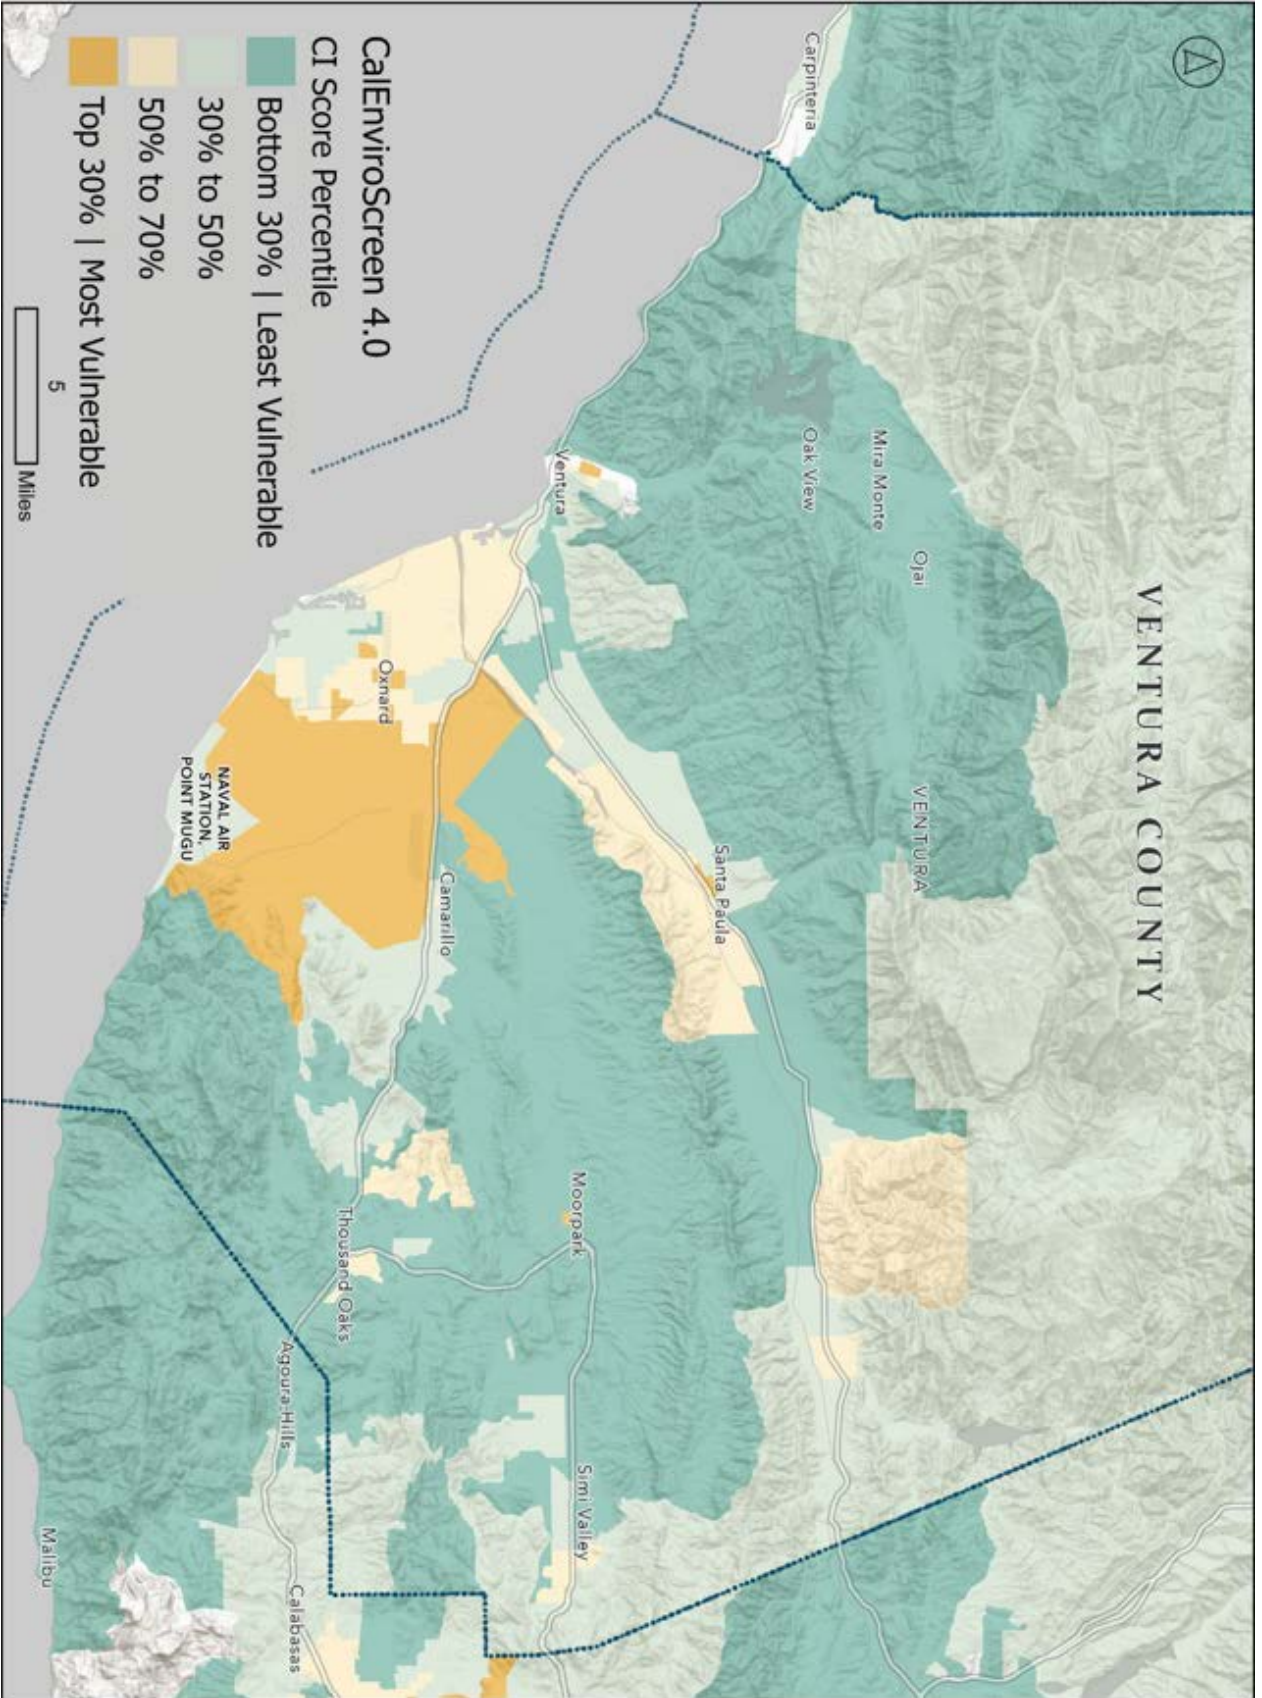 VENTURA COUNTY
Carpinteria
Mira Monte
Ojai
Oak View
VENTURA
Ventura
Santa Paula
Oxnard
Camarillo
Moorpark
Simi Valley
NAVAL AIR
STATION,
POINT MUGU
Thousand Oaks
Agoura Hills
Calabasas
Malibu
CalEnviroScreen 4.0
CI Score Percentile
Bottom 30% | Least Vulnerable
30% to 50%
50% to 70%
Top 30% | Most Vulnerable
5
Miles